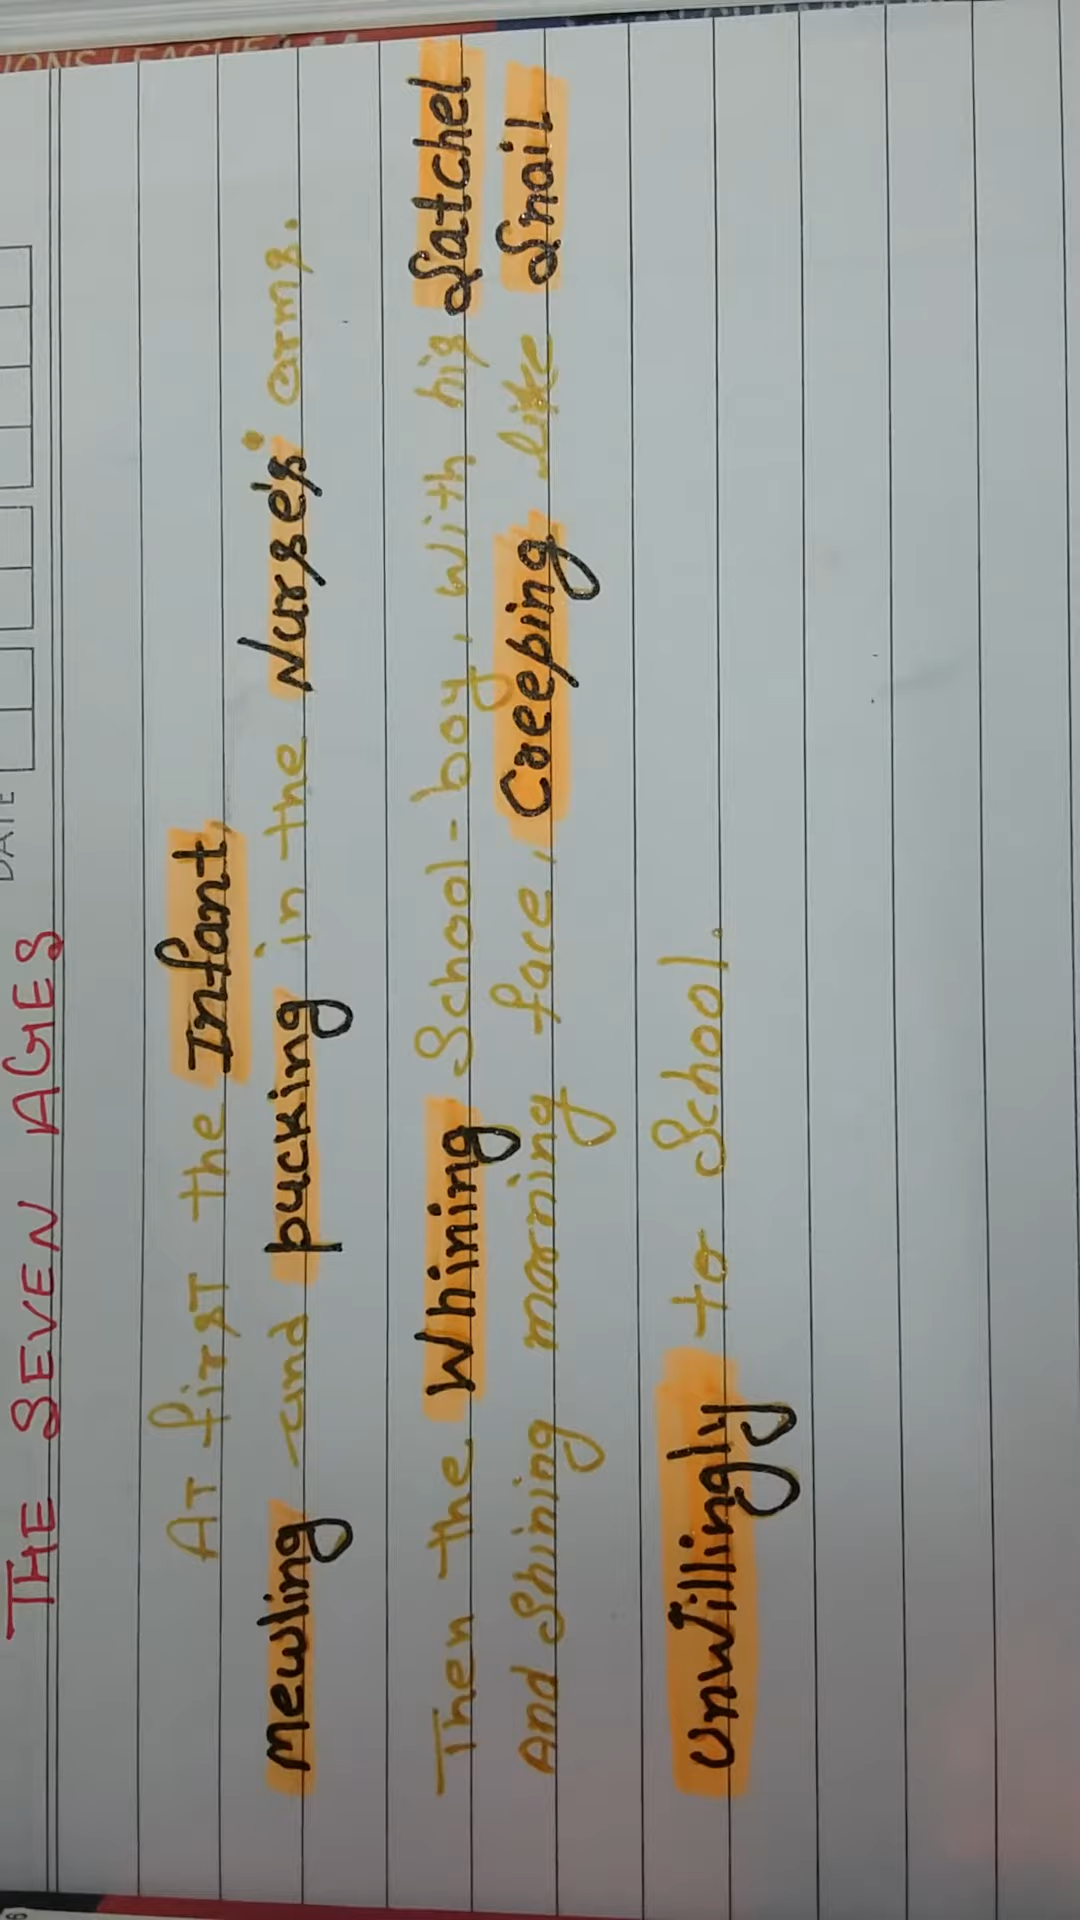 DATE
THE SEVEN AGES
At first the Infant,
Mewling and pucking in the Nurse's arms.
Then the Whining School-boy, with his Satchel
And Shining morning face, Creeping like Snail
Unwillingly to School.